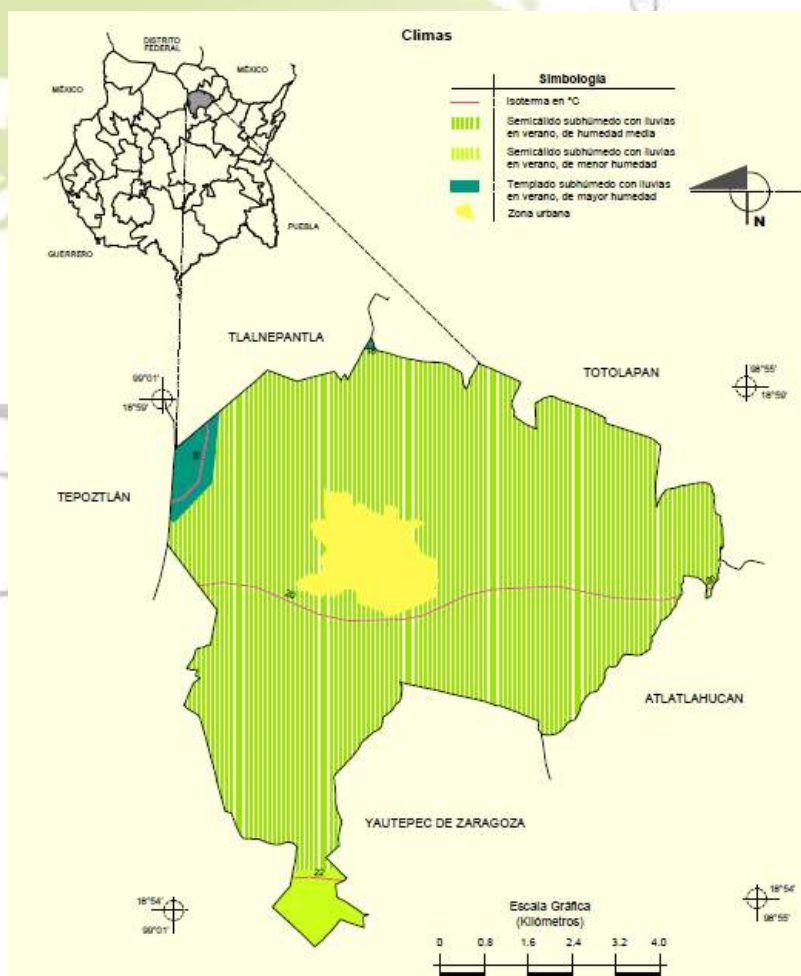 Climas
DISTRITO
FEDERAL
MÉXICO
MÉXICO
PUEBLA
GUERRERO
Simbología
Isoterma en °C
Semicálido subhúmedo con lluvias
en verano, de humedad media
Semicálido subhúmedo con lluvias
en verano, de menor humedad
Templado subhúmedo con lluvias
en verano, de mayor humedad
Zona urbana
N
TLALNEPANTLA
TOTOLAPAN
99°01'
18°59'
98°55'
18°59'
18
18
TEPOZTLÁN
20
20
ATLATLAHUCAN
YAUTEPEC DE ZARAGOZA
22
18°54'
99°01'
18°54'
98°55'
Escala Gráfica
(Kilómetros)
0 0.8 1.6 2.4 3.2 4.0